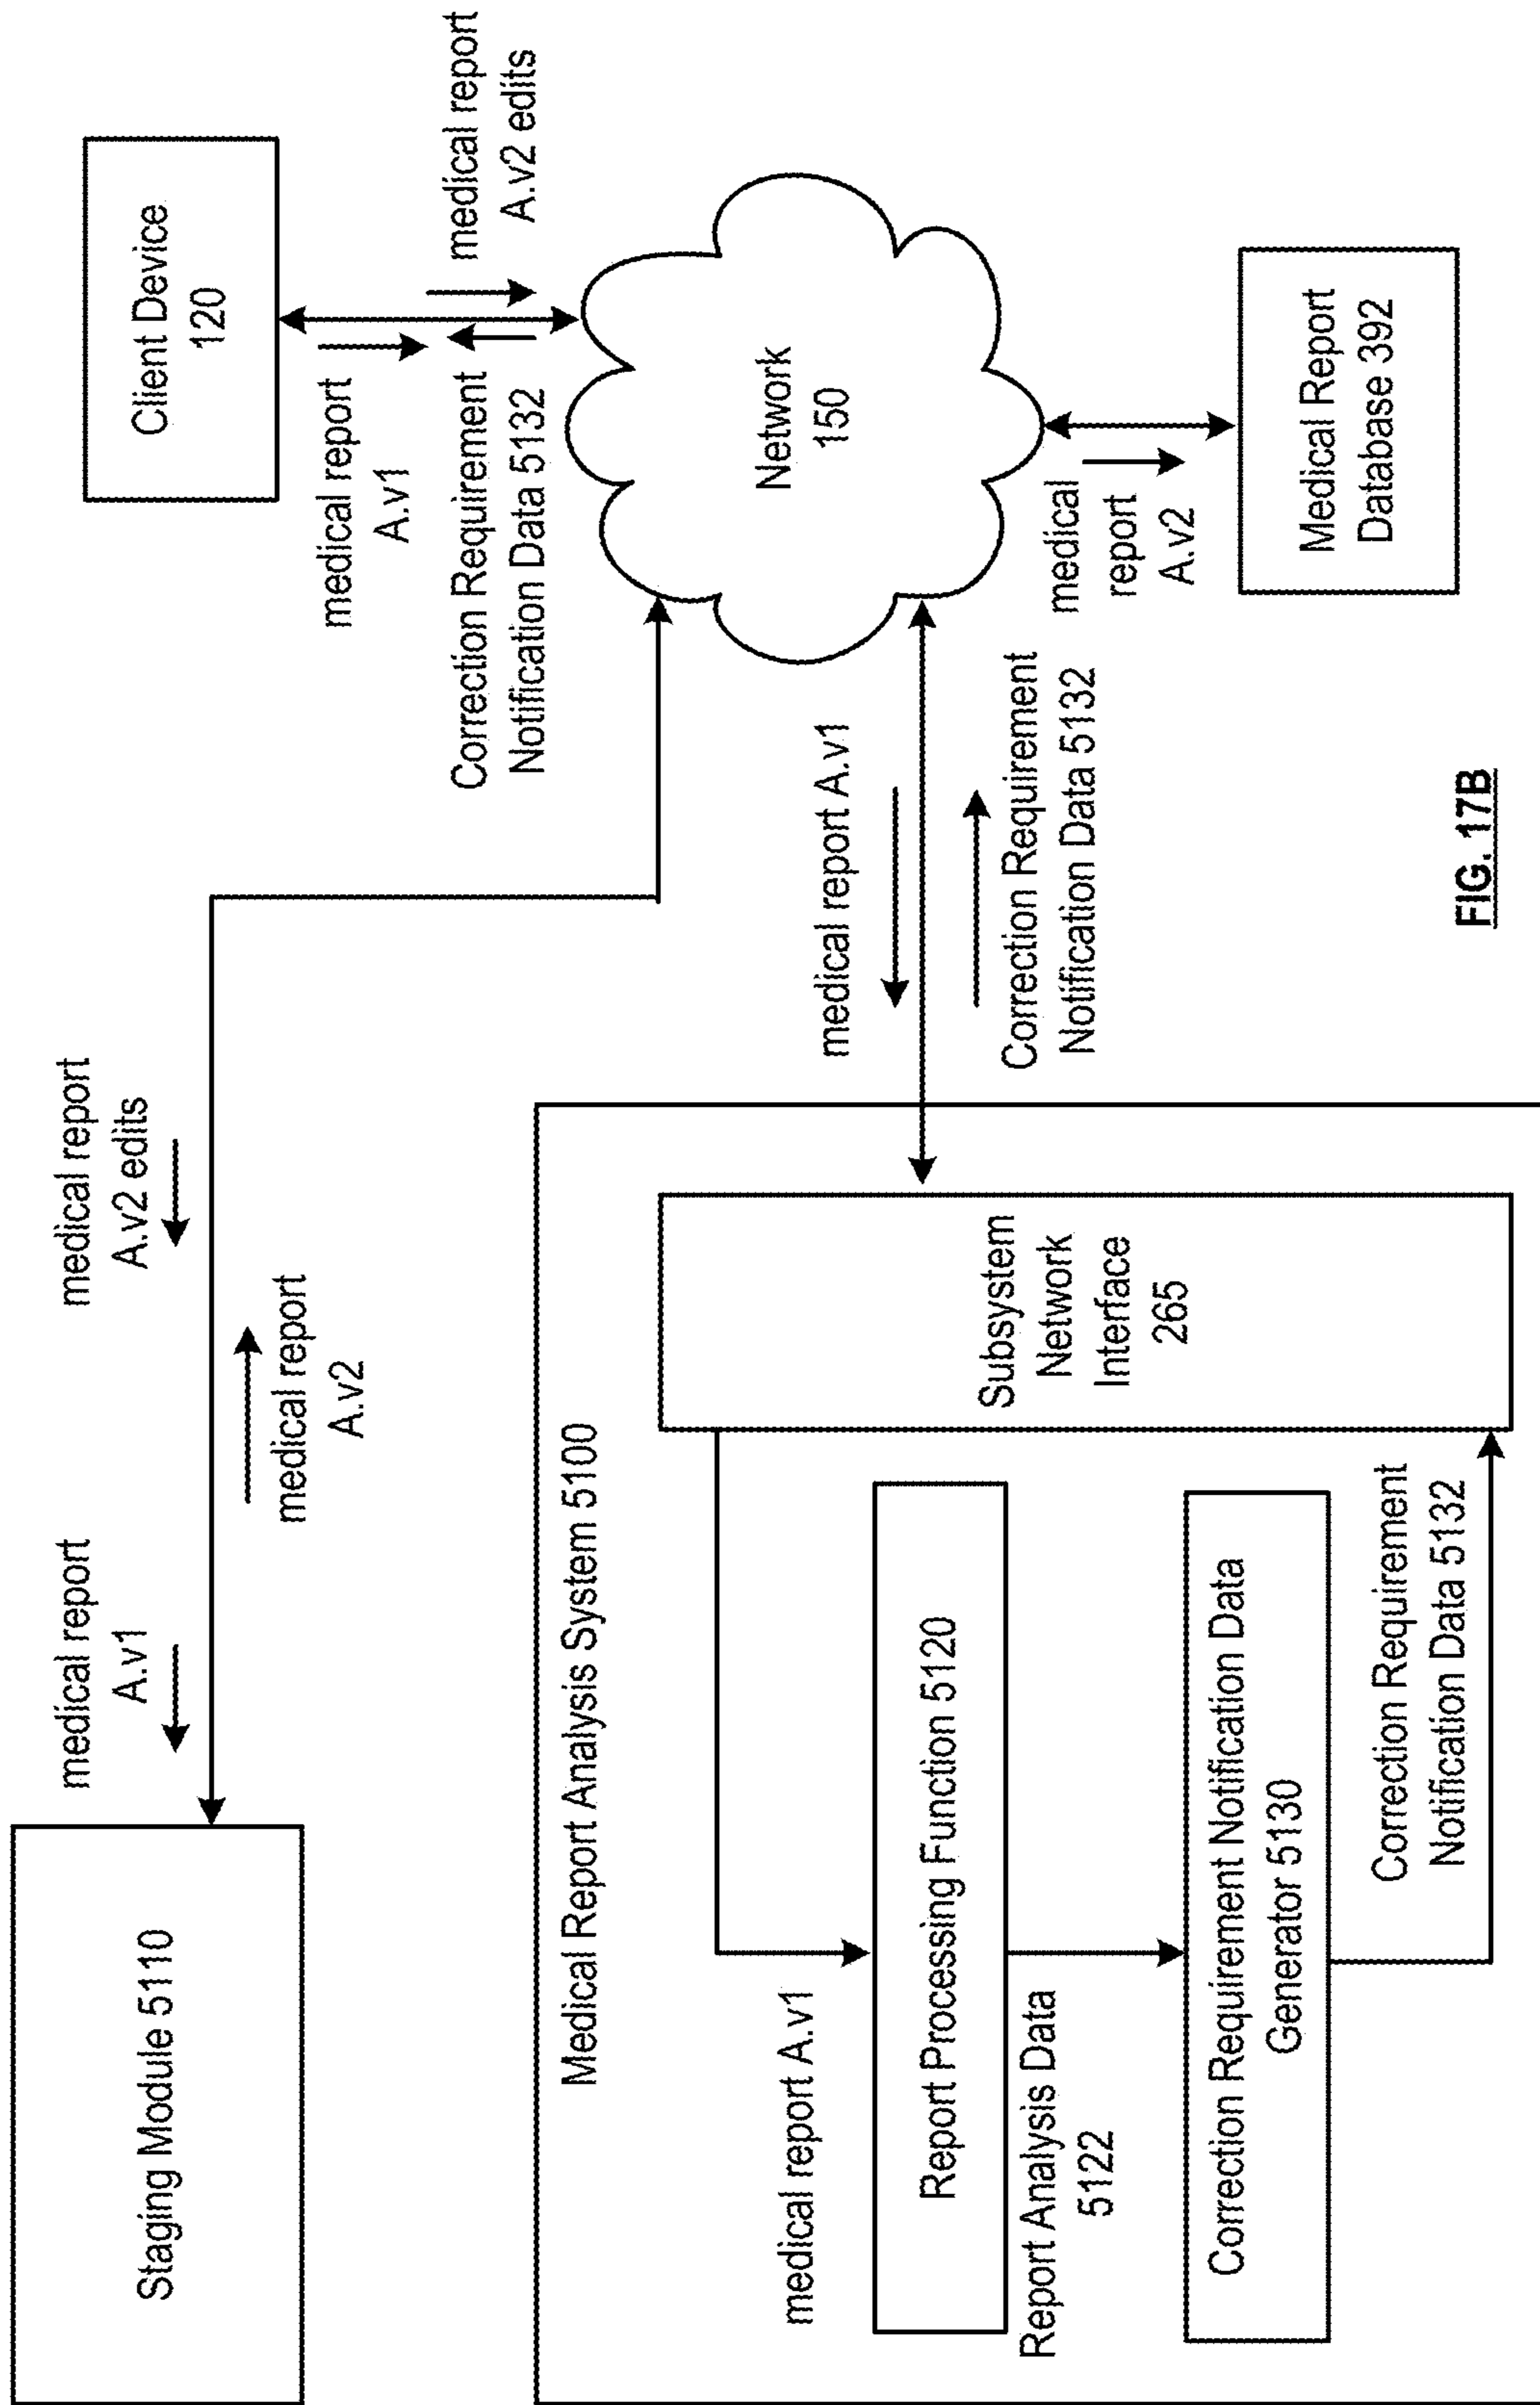 Staging Module 5110
medical report
A.v1
medical report
A.v2
medical report
A.v2 edits
Client Device
120
medical report
A.v1
Correction Requirement
Notification Data 5132
medical report
A.v2 edits
Network
150
medical report A.v1
Correction Requirement
Notification Data 5132
medical
report
A.v2
Medical Report
Database 392
Medical Report Analysis System 5100
Subsystem
Network
Interface
265
medical report A.v1
Report Processing Function 5120
Report Analysis Data
5122
Correction Requirement Notification Data
Generator 5130
Correction Requirement
Notification Data 5132
FIG. 17B